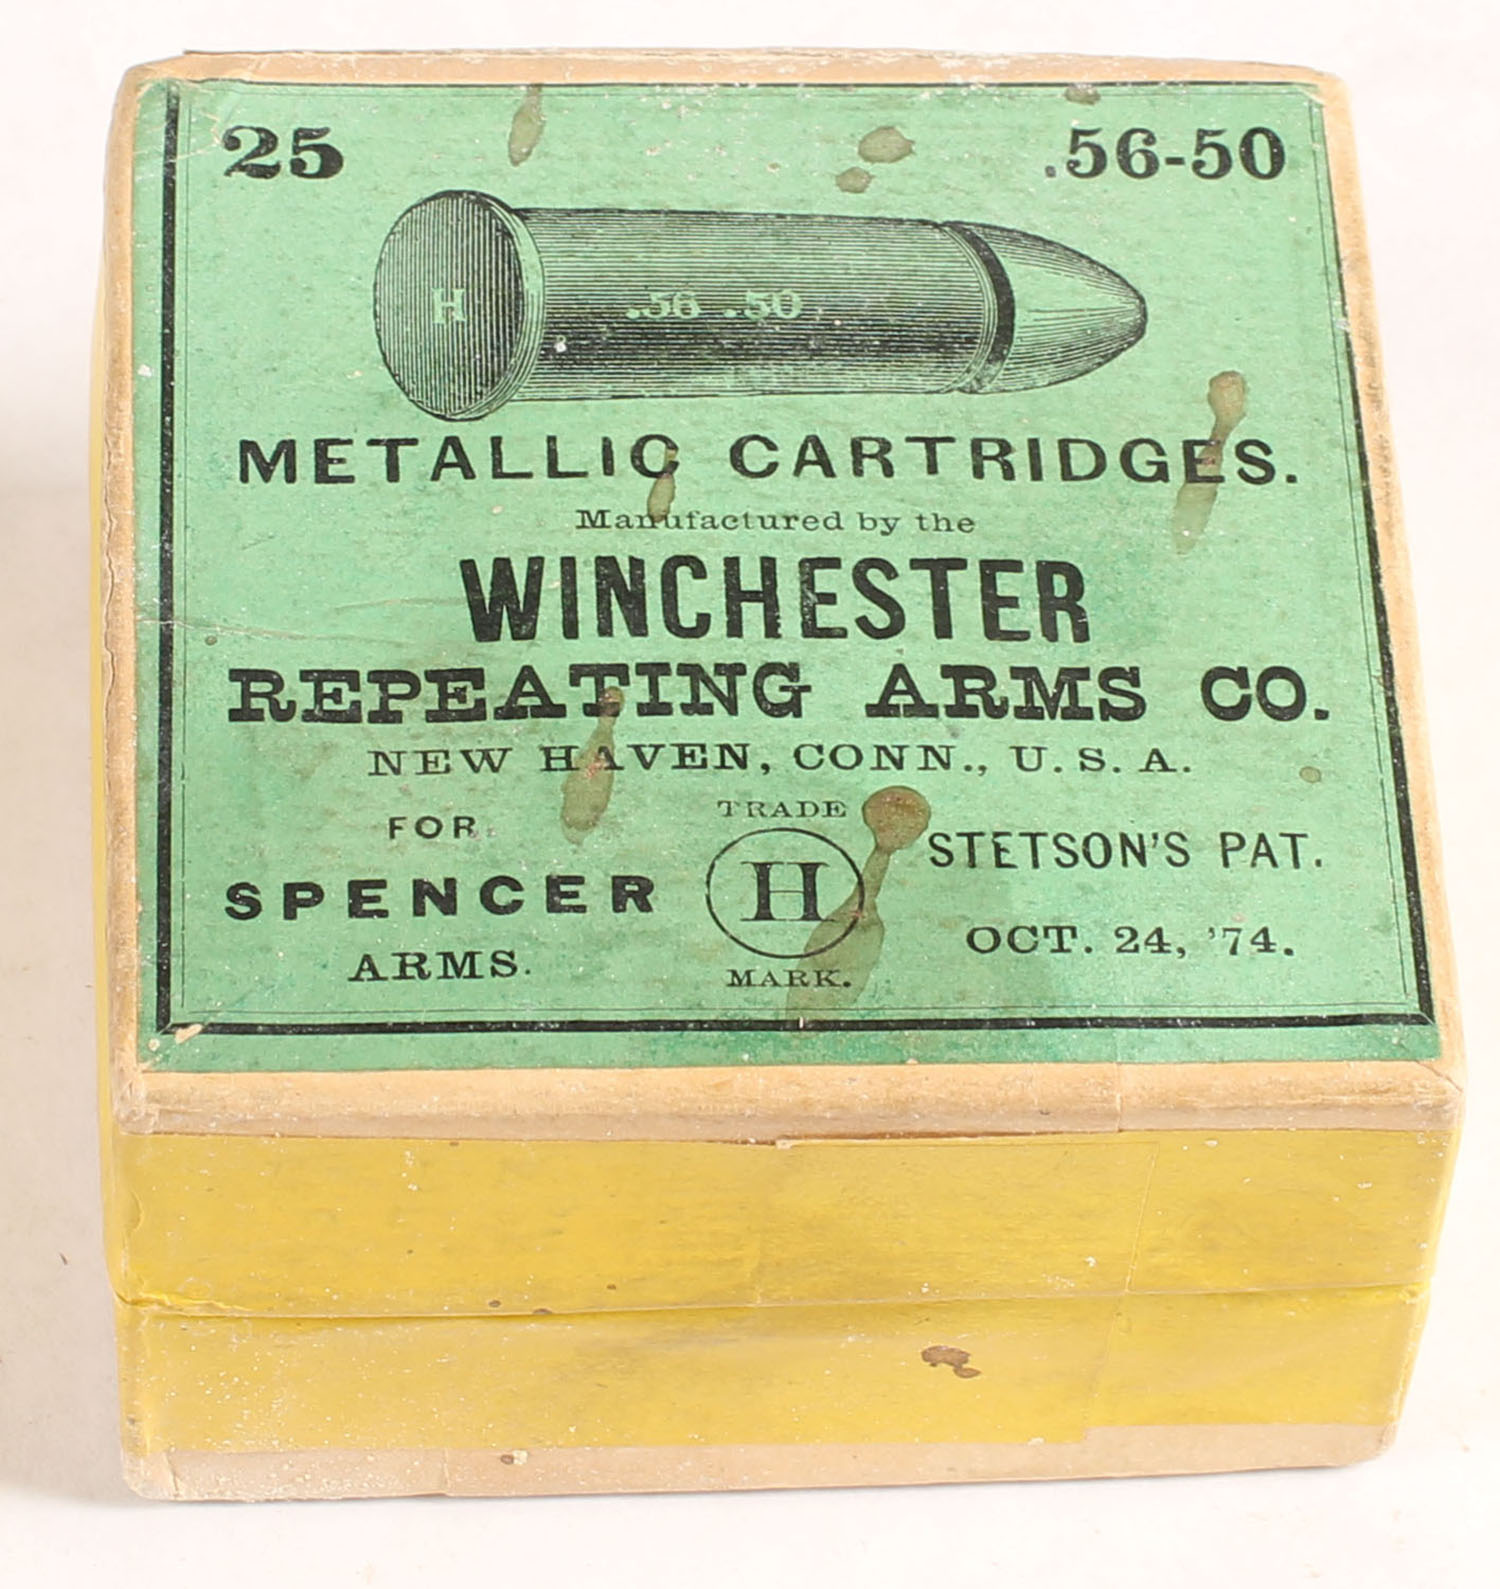 25 .56-50
H .56 .50
METALLIC CARTRIDGES.
Manufactured by the
WINCHESTER
REPEATING ARMS CO.
NEW HAVEN, CONN., U. S. A.
FOR
SPENCER
ARMS.
TRADE
H
MARK.
STETSON'S PAT.
OCT. 24, '74.